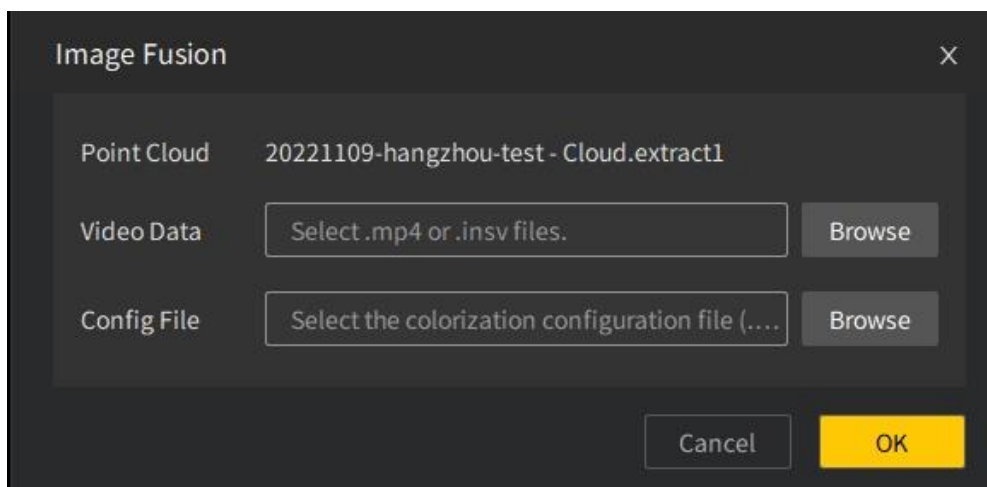 Image Fusion
X
Point Cloud 20221109-hangzhou-test - Cloud.extract1
Video Data Select .mp4 or .insv files. Browse
Config File Select the colorization configuration file (.... Browse
Cancel OK